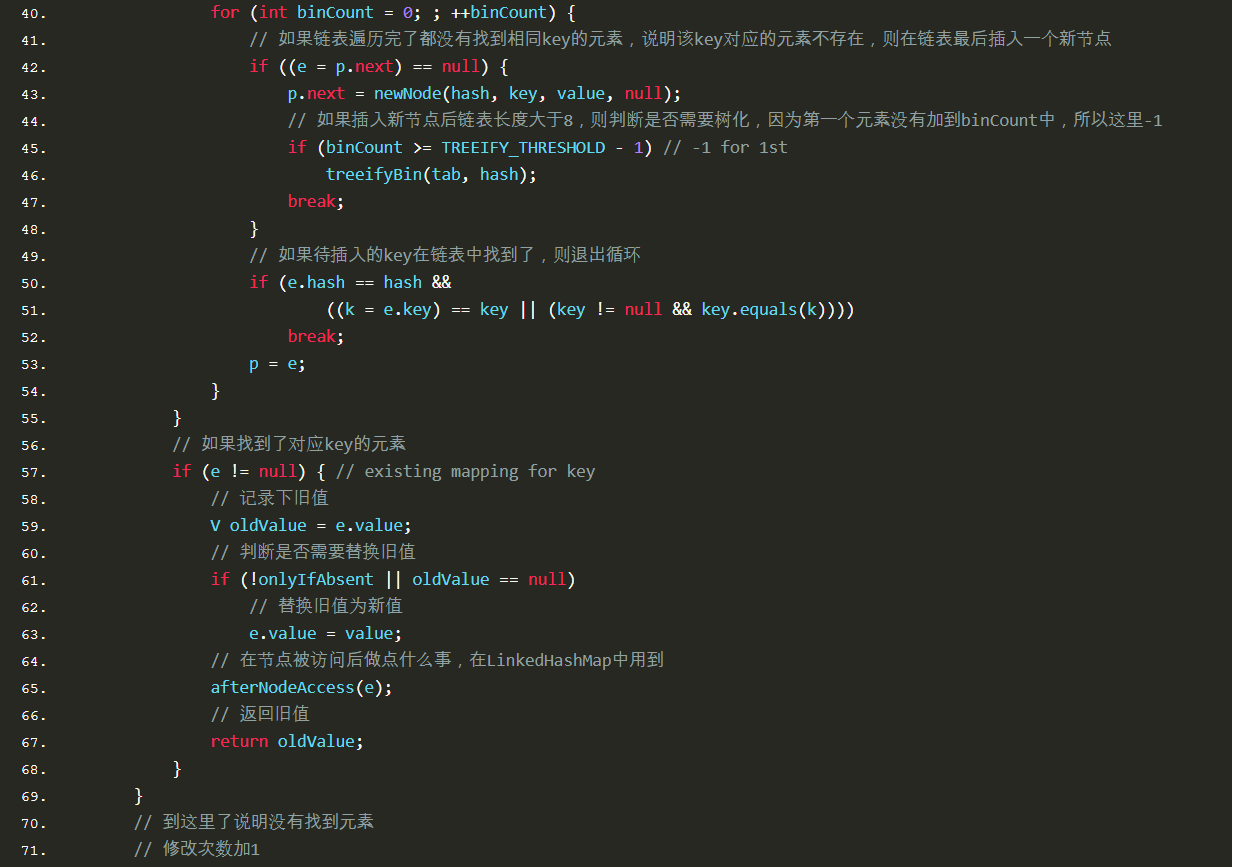 40. for (int binCount = 0; ; ++binCount) {
41. // 如果链表遍历完了都没有找到相同key的元素，说明该key对应的元素不存在，则在链表最后插入一个新节点
42. if ((e = p.next) == null) {
43. p.next = newNode(hash, key, value, null);
44. // 如果插入新节点后链表长度大于8，则判断是否需要树化，因为第一个元素没有加到binCount中，所以这里-1
45. if (binCount >= TREEIFY_THRESHOLD - 1) // -1 for 1st
46. treeifyBin(tab, hash);
47. break;
48. }
49. // 如果待插入的key在链表中找到了，则退出循环
50. if (e.hash == hash &&
51. ((k = e.key) == key || (key != null && key.equals(k))))
52. break;
53. p = e;
54. }
55. }
56. // 如果找到了对应key的元素
57. if (e != null) { // existing mapping for key
58. // 记录下旧值
59. V oldValue = e.value;
60. // 判断是否需要替换旧值
61. if (!onlyIfAbsent || oldValue == null)
62. // 替换旧值为新值
63. e.value = value;
64. // 在节点被访问后做点什么事，在LinkedHashMap中用到
65. afterNodeAccess(e);
66. // 返回旧值
67. return oldValue;
68. }
69. }
70. // 到这里了说明没有找到元素
71. // 修改次数加1